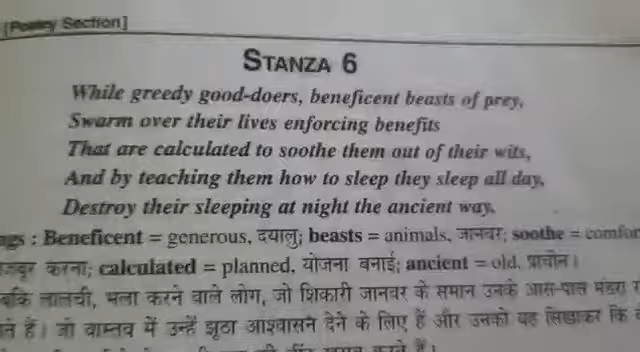 [Poetry Section]
STANZA 6
While greedy good-doers, beneficent beasts of prey,
Swarm over their lives enforcing benefits
That are calculated to soothe them out of their wits,
And by teaching them how to sleep they sleep all day,
Destroy their sleeping at night the ancient way.
ngs : Beneficent = generous, दयालु; beasts = animals, जानवर; soothe = comfor
करना; calculated = planned, योजना बनाई; ancient = old, प्राचीन।
लालची, भला करने वाले लोग, जो शिकारी जानवर के समान उनके आस-पास मंडरा
ते हैं। जो वास्तव में उन्हें झूठा आश्वासन देने के लिए हैं और उनको यह सिखाकर कि